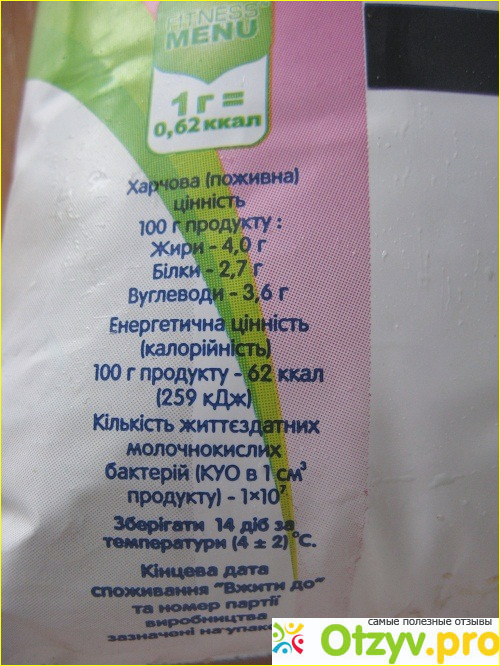 FITNESS
MENU
1 г =
0,62 ккал
Харчова (поживна)
цінність
100 г продукту :
Жири - 4,0 г
Білки - 2,7 г
Вуглеводи - 3,6 г
Енергетична цінність
(калорійність)
100 г продукту - 62 ккал
(259 кДж)
Кількість життєздатних
молочнокислих
бактерій (КУО в 1 см³
продукту) - 1×10⁷
Зберігати 14 діб за
температури (4 ± 2) °С.
Кінцева дата
споживання "Вжити до"
та номер партії
виробництва
зазначені на упак
самые полезные отзывы
Otzyv.pro